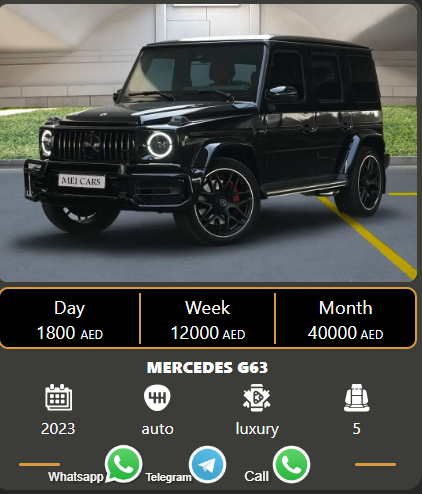 MEI CARS
Day Week Month
1800 AED 12000 AED 40000 AED
MERCEDES G63
2023 auto luxury 5
Whatsapp Telegram Call